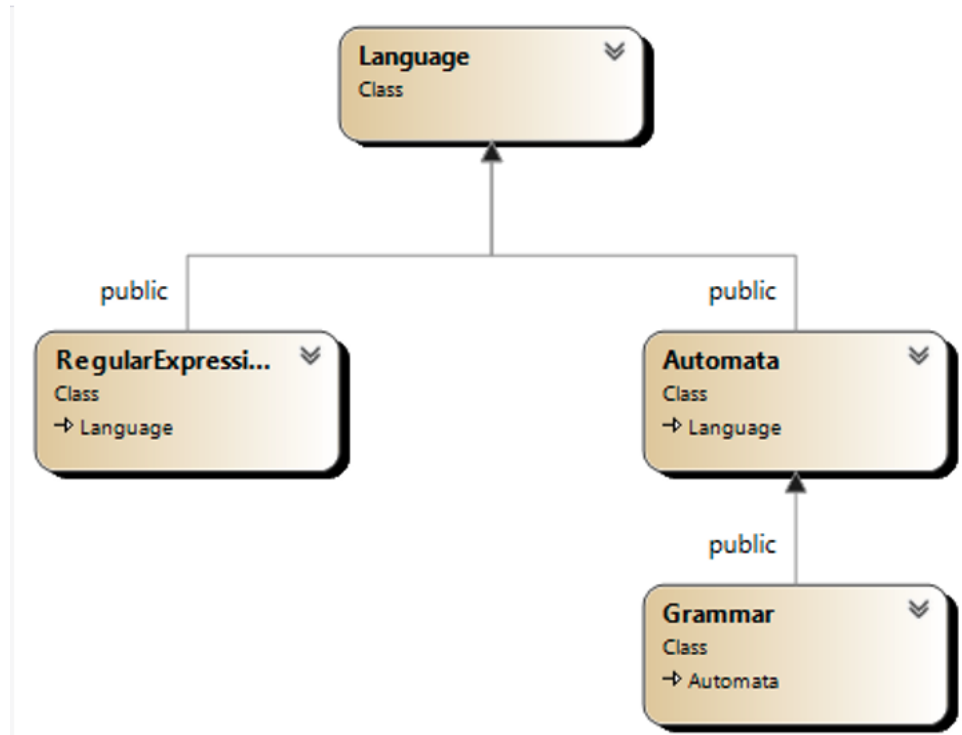 Language
Class
public
public
RegularExpressi...
Class
Language
Automata
Class
Language
public
Grammar
Class
Automata